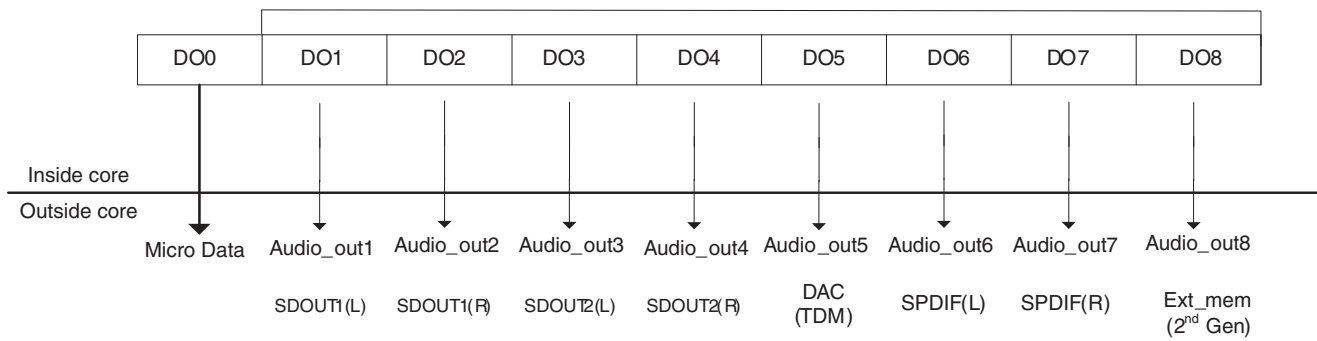 DO0 DO1 DO2 DO3 DO4 DO5 DO6 DO7 DO8
Inside core
Outside core
Micro Data Audio_out1 Audio_out2 Audio_out3 Audio_out4 Audio_out5 Audio_out6 Audio_out7 Audio_out8
SDOUT1(L) SDOUT1(R) SDOUT2(L) SDOUT2(R) DAC (TDM) SPDIF(L) SPDIF(R) Ext_mem (2nd Gen)